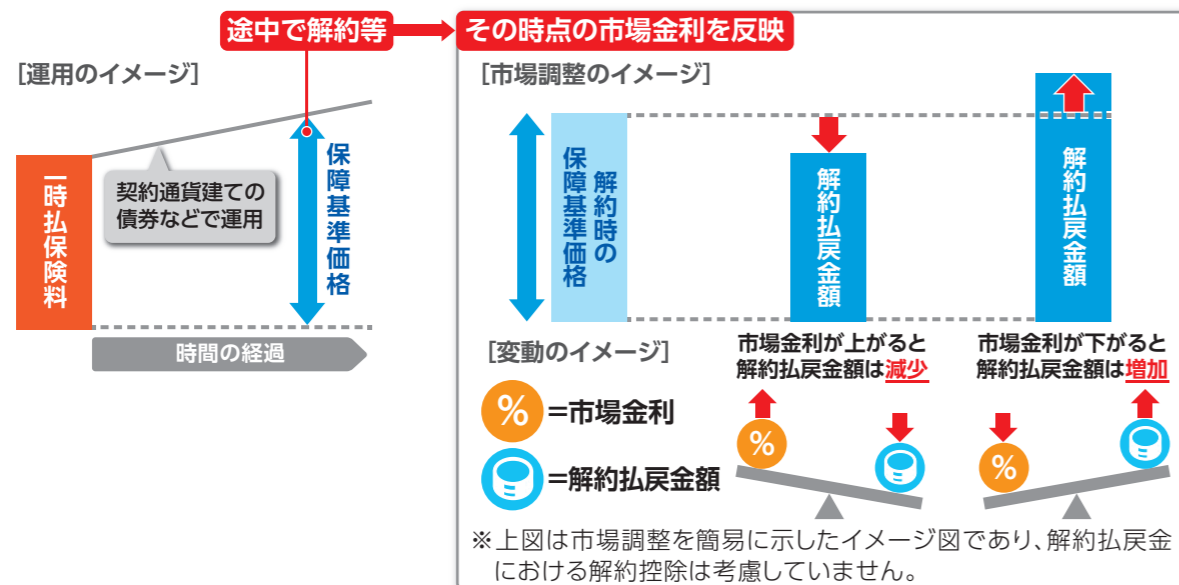 途中で解約等
その時点の市場金利を反映
［運用のイメージ］
一時払保険料
契約通貨建ての
債券などで運用
保障基準価格
時間の経過
［市場調整のイメージ］
解約時の
保障基準価格
解約払戻金額
解約払戻金額
［変動のイメージ］
%=市場金利
=解約払戻金額
市場金利が上がると
解約払戻金額は減少
%
市場金利が下がると
解約払戻金額は増加
%
※上図は市場調整を簡易に示したイメージ図であり、解約払戻金
における解約控除は考慮していません。